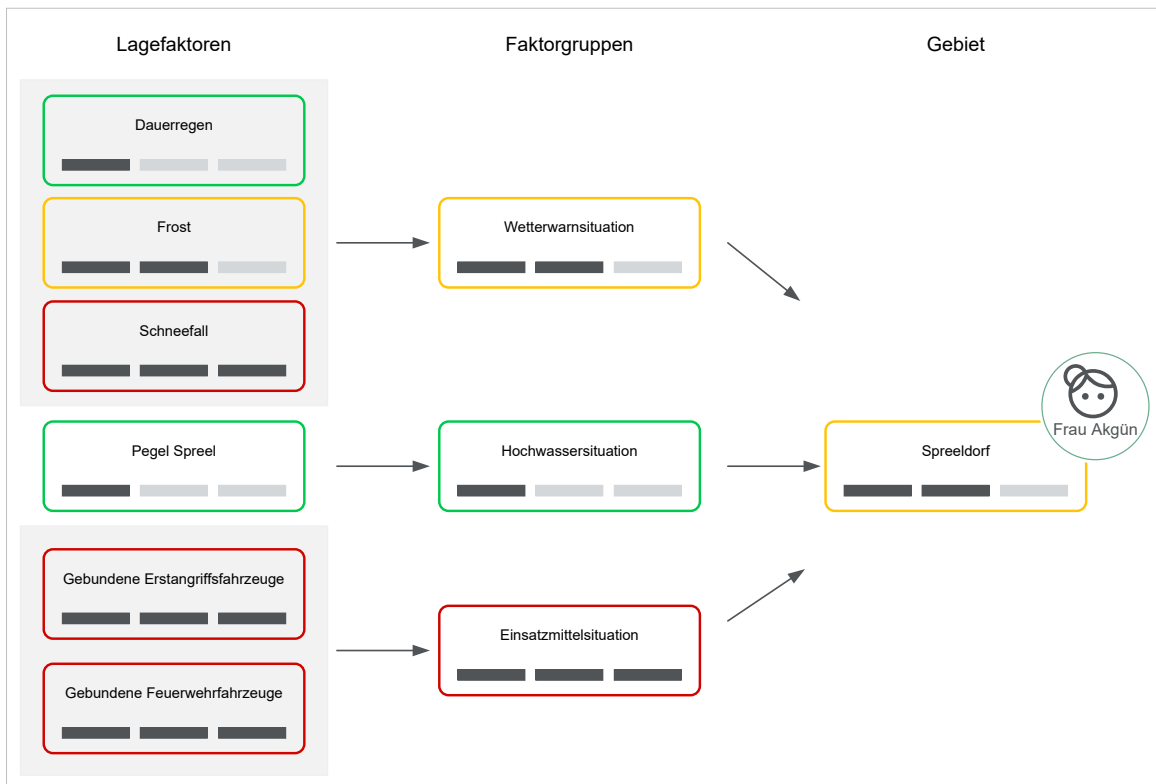 Lagefaktoren
Faktorgruppen
Gebiet
Dauerregen
Frost
Schneefall
Wetterwarnsituation
Pegel Spreel
Hochwassersituation
Spreeldorf
Frau Akgün
Gebundene Erstangriffsfahrzeuge
Gebundene Feuerwehrfahrzeuge
Einsatzmittelsituation